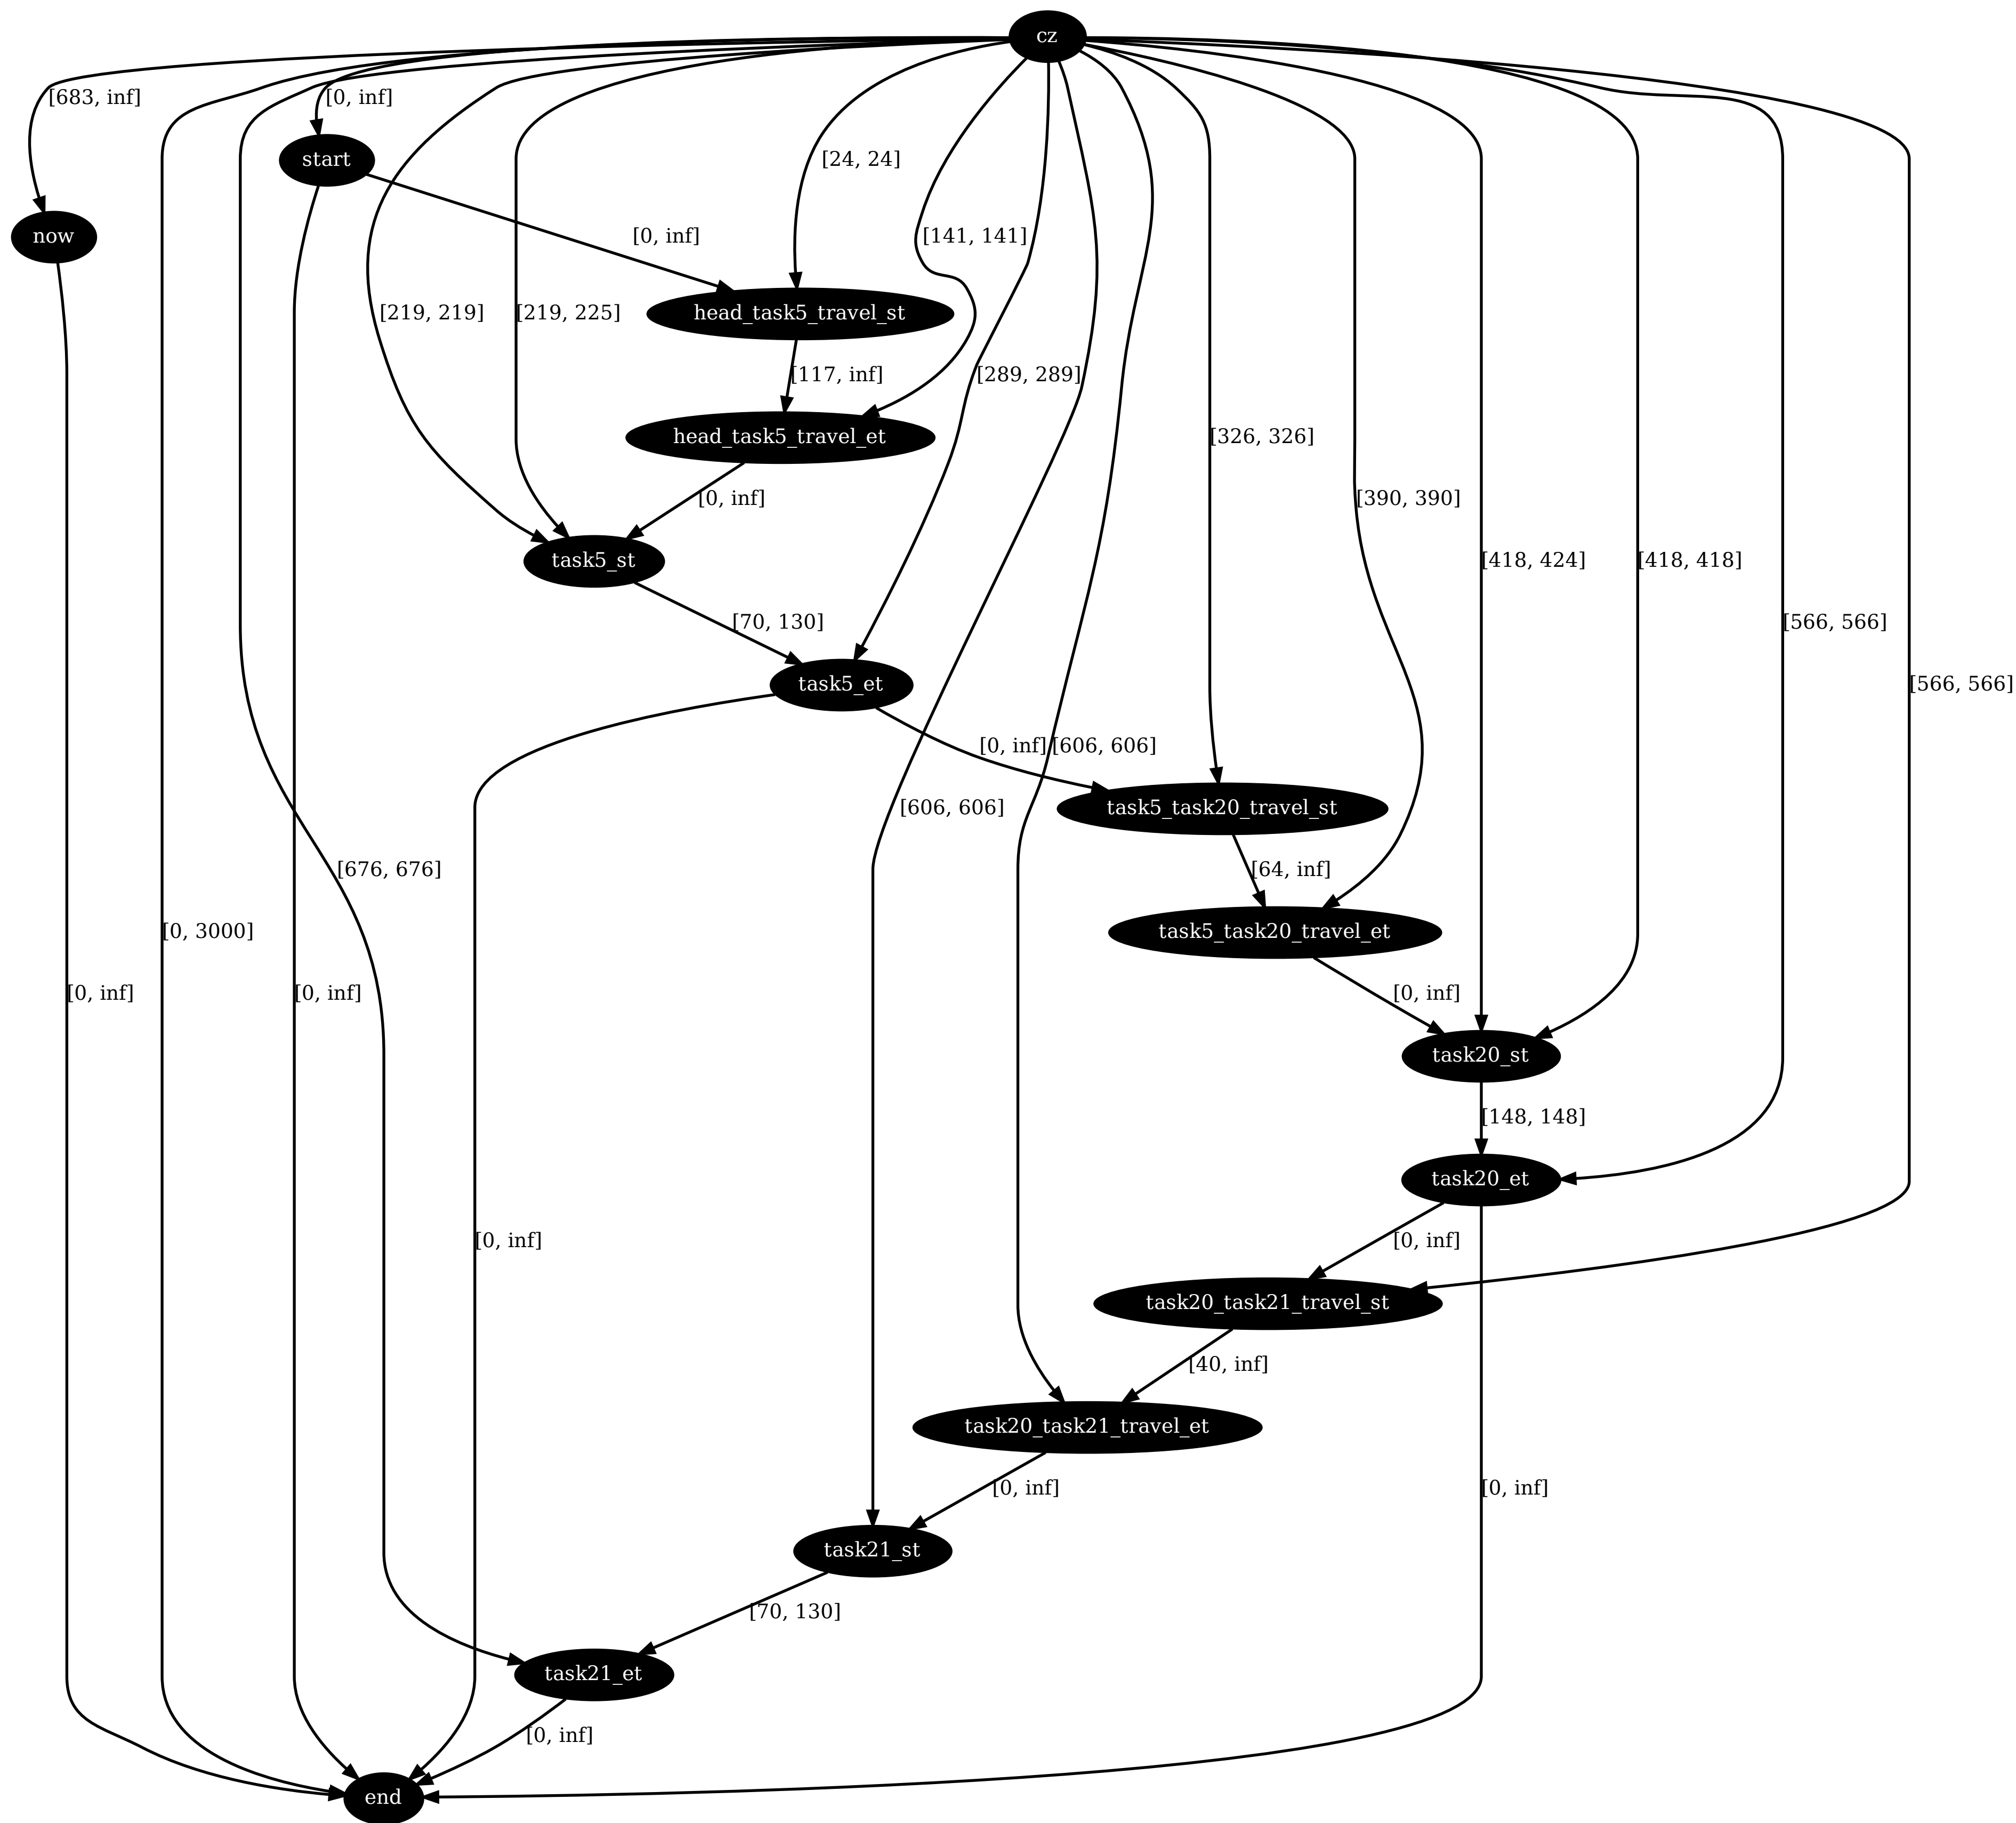 cz
[683, inf]
[0, inf]
start
[24, 24]
now
[0, inf]
[141, 141]
[219, 219]
[219, 225]
head_task5_travel_st
[117, inf]
[289, 289]
head_task5_travel_et
[326, 326]
[0, inf]
[390, 390]
task5_st
[418, 424]
[418, 418]
[70, 130]
[566, 566]
task5_et
[566, 566]
[0, inf]
[606, 606]
[606, 606]
task5_task20_travel_st
[676, 676]
[64, inf]
[0, 3000]
task5_task20_travel_et
[0, inf]
[0, inf]
[0, inf]
task20_st
[148, 148]
task20_et
[0, inf]
[0, inf]
task20_task21_travel_st
[40, inf]
task20_task21_travel_et
[0, inf]
[0, inf]
task21_st
[70, 130]
task21_et
[0, inf]
end